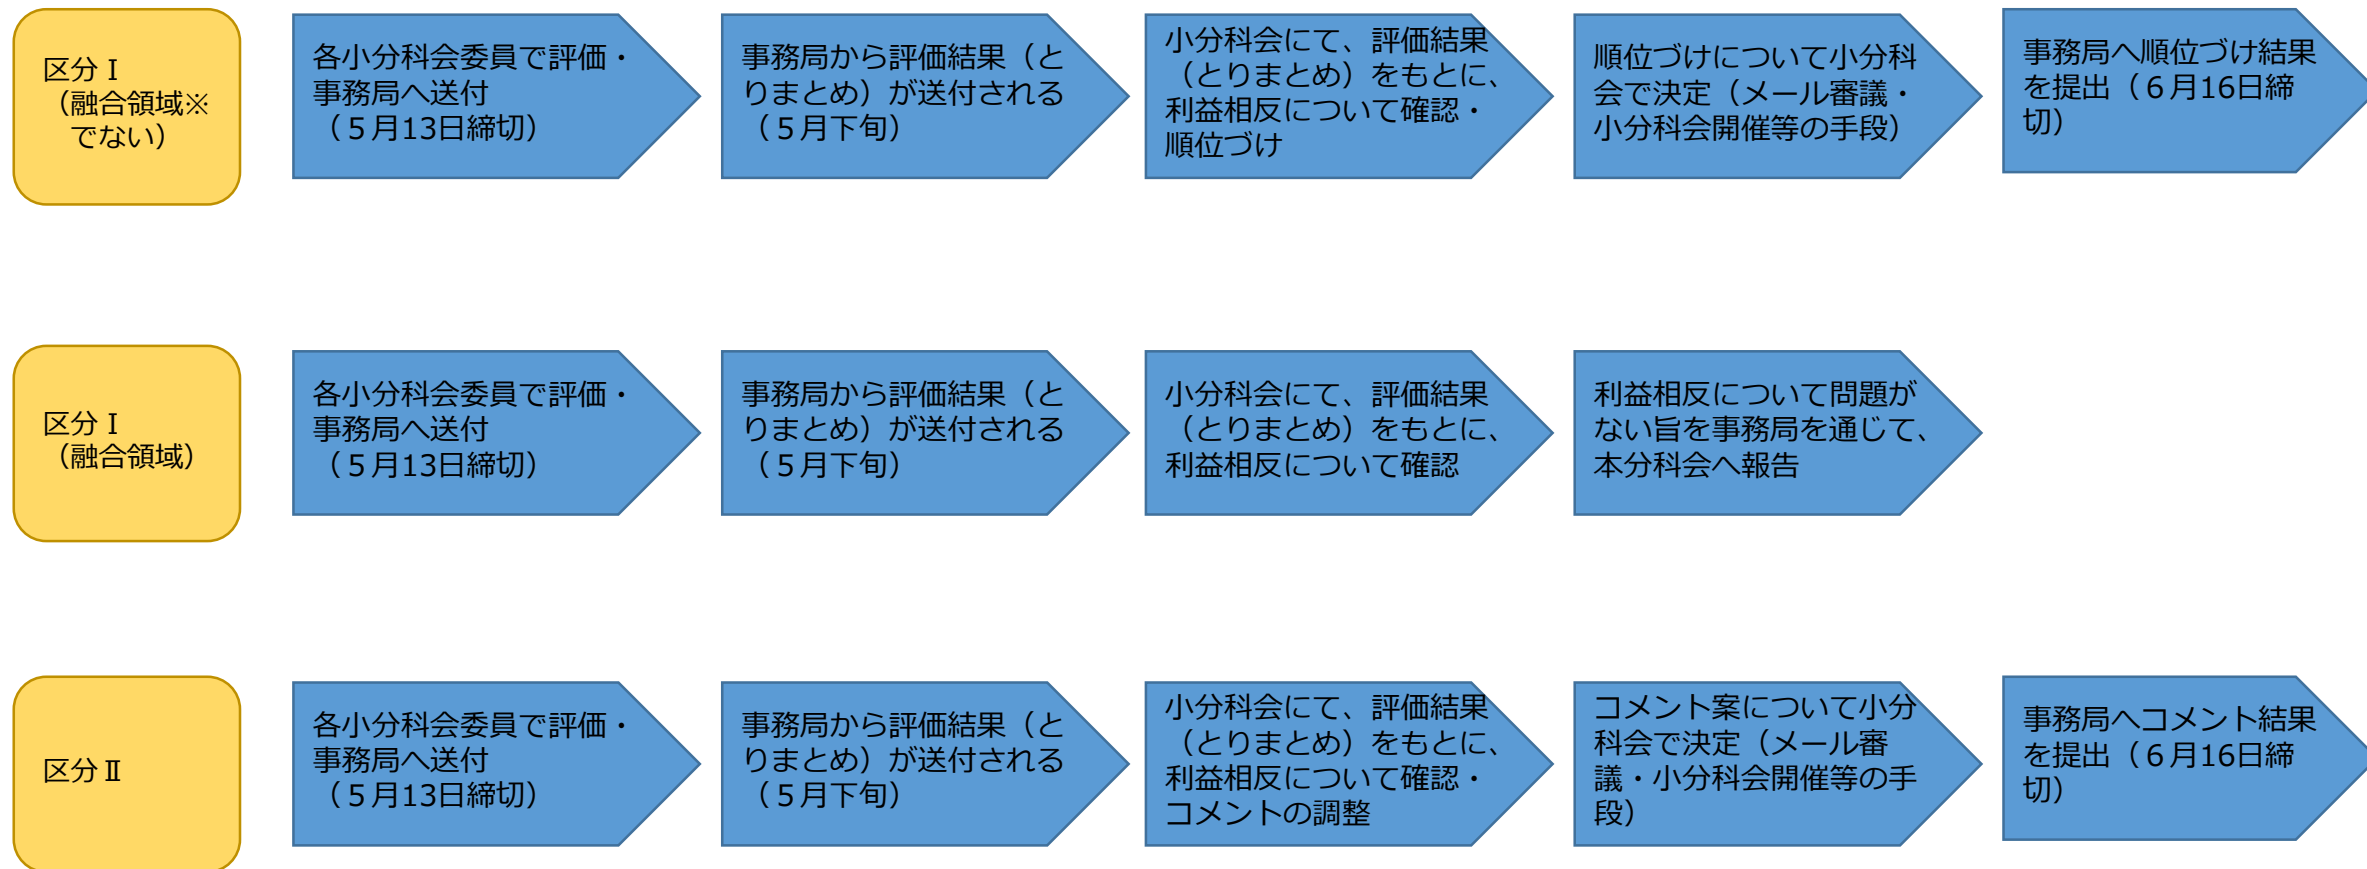 区分Ⅰ
（融合領域※
でない）
各小分科会委員で評価・
事務局へ送付
（５月13日締切）
事務局から評価結果（と
りまとめ）が送付される
（５月下旬）
小分科会にて、評価結果
（とりまとめ）をもとに、
利益相反について確認・
順位づけ
順位づけについて小分科
会で決定（メール審議・
小分科会開催等の手段）
事務局へ順位づけ結果
を提出（６月16日締
切）
区分Ⅰ
（融合領域）
各小分科会委員で評価・
事務局へ送付
（５月13日締切）
事務局から評価結果（と
りまとめ）が送付される
（５月下旬）
小分科会にて、評価結果
（とりまとめ）をもとに、
利益相反について確認
利益相反について問題が
ない旨を事務局を通じて、
本分科会へ報告
区分Ⅱ
各小分科会委員で評価・
事務局へ送付
（５月13日締切）
事務局から評価結果（と
りまとめ）が送付される
（５月下旬）
小分科会にて、評価結果
（とりまとめ）をもとに、
利益相反について確認・
コメントの調整
コメント案について小分
科会で決定（メール審
議・小分科会開催等の手
段）
事務局へコメント結果
を提出（６月16日締
切）